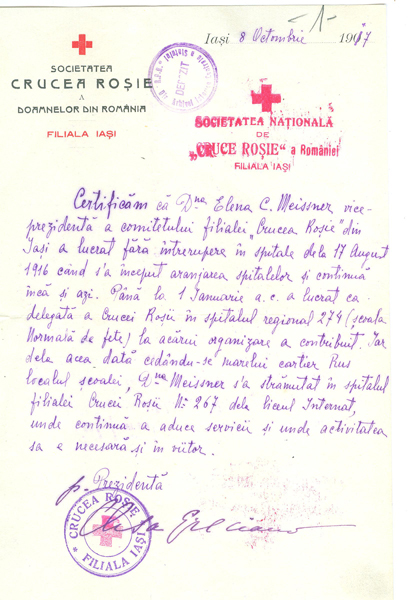 -1-
Iași 8 Octombrie 1917
SOCIETATEA
CRUCEA ROȘIE
A
DOAMNELOR DIN ROMÂNIA
FILIALA IAȘI
SOCIETATEA NAȚIONALĂ
DE
„CRUCE ROȘIE" a României
FILIALA IAȘI
Certificăm că Dna Elena C. Meissner vice-
prezidentă a comitetului filialei „Crucea Roșie" din
Iași a lucrat fără întrerupere în spitale dela 17 August
1916 când s'a început aranjarea spitalelor și continuă
încă și azi. Până la 1 Ianuarie a.c. a lucrat ca
delegată a Crucei Roșii în spitalul regional 274 (școala
Normală de fete) la acărui organizare a contribuit. Iar
dela acea dată cedându-se marelui cartier Rus
localul școalei, Dna Meissner s'a strămutat în spitalul
filialei Crucei Roșii No 267 dela liceul Internat,
unde continuă a aduce servicii și unde activitatea
sa e necesară și în viitor.
p. Prezidentă
CRUCEA ROȘIE
FILIALA IAȘI